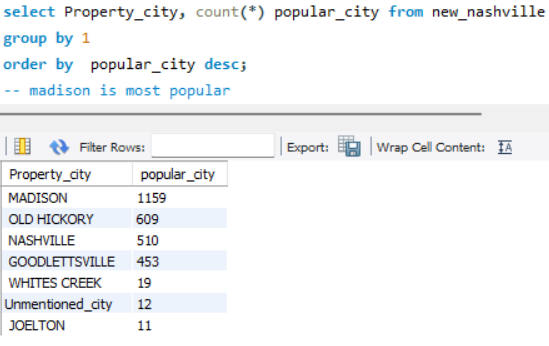 select Property_city, count(*) popular_city from new_nashville
group by 1
order by  popular_city desc;
-- madison is most popular
Filter Rows: Export: Wrap Cell Content:
Property_city popular_city
MADISON 1159
OLD HICKORY 609
NASHVILLE 510
GOODLETTSVILLE 453
WHITES CREEK 19
Unmentioned_city 12
JOELTON 11